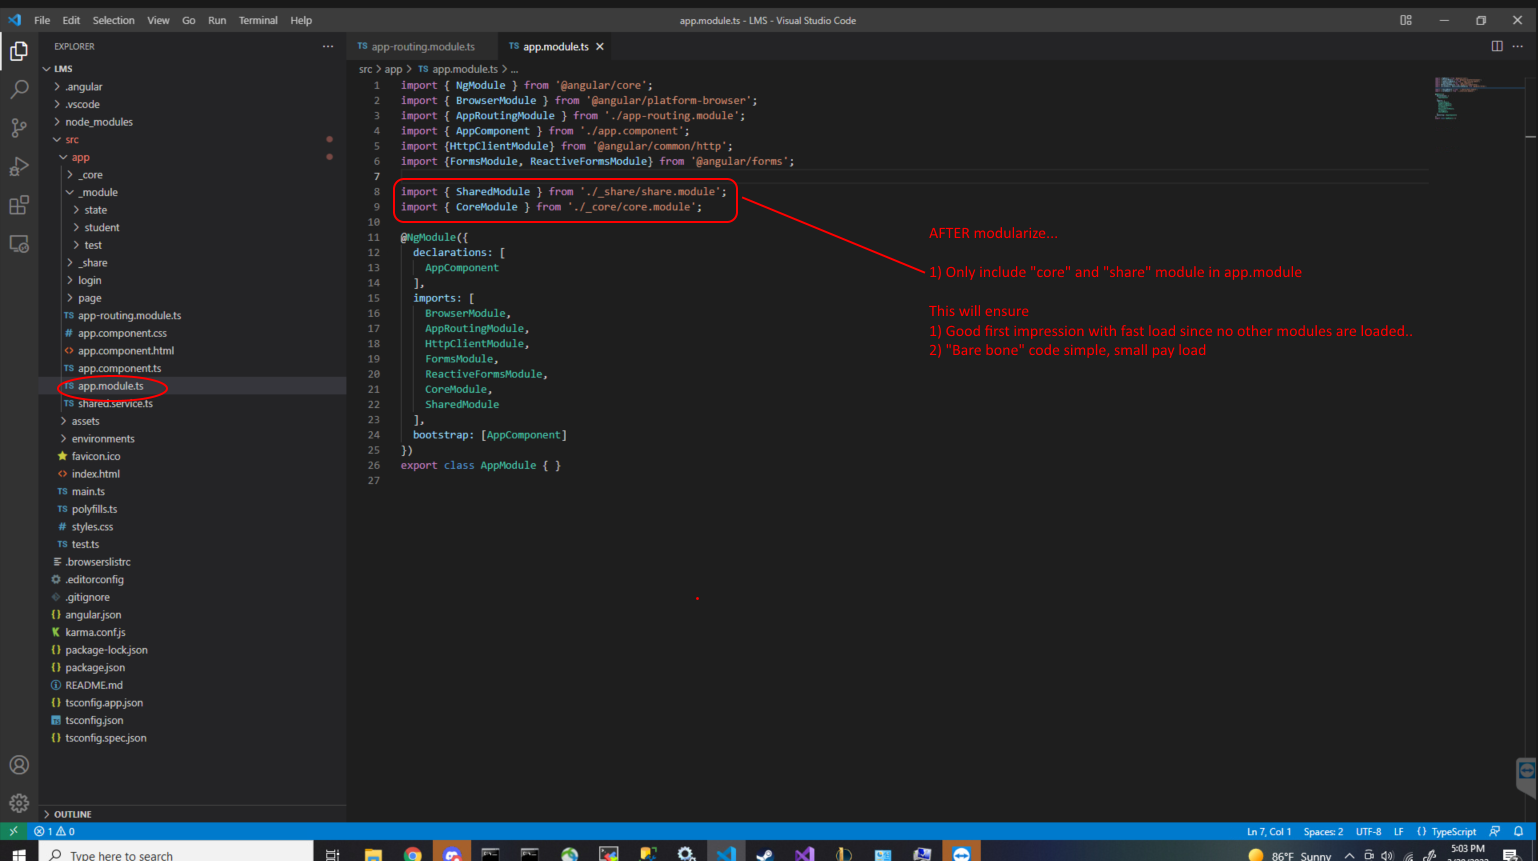 File Edit Selection View Go Run Terminal Help
app.module.ts - LMS - Visual Studio Code
EXPLORER
LMS
.angular
.vscode
node_modules
src
app
_core
_module
state
student
test
_share
login
page
TS app-routing.module.ts
# app.component.css
<> app.component.html
TS app.component.ts
TS app.module.ts
TS shared.service.ts
assets
environments
favicon.ico
<> index.html
TS main.ts
TS polyfills.ts
# styles.css
TS test.ts
.browserslistrc
.editorconfig
.gitignore
{} angular.json
K karma.conf.js
{} package-lock.json
{} package.json
README.md
{} tsconfig.app.json
TS tsconfig.json
{} tsconfig.spec.json
OUTLINE
TS app-routing.module.ts
TS app.module.ts
src > app > TS app.module.ts > ...
1 import { NgModule } from '@angular/core';
2 import { BrowserModule } from '@angular/platform-browser';
3 import { AppRoutingModule } from './app-routing.module';
4 import { AppComponent } from './app.component';
5 import {HttpClientModule} from '@angular/common/http';
6 import {FormsModule, ReactiveFormsModule} from '@angular/forms';
7
8 import { SharedModule } from './_share/share.module';
9 import { CoreModule } from './_core/core.module';
10
11 @NgModule({
12 declarations: [
13 AppComponent
14 ],
15 imports: [
16 BrowserModule,
17 AppRoutingModule,
18 HttpClientModule,
19 FormsModule,
20 ReactiveFormsModule,
21 CoreModule,
22 SharedModule
23 ],
24 bootstrap: [AppComponent]
25 })
26 export class AppModule { }
27
AFTER modularize...
1) Only include "core" and "share" module in app.module
This will ensure
1) Good first impression with fast load since no other modules are loaded..
2) "Bare bone" code simple, small pay load
1 0
Ln 7, Col 1 Spaces: 2 UTF-8 LF {} TypeScript
Type here to search
86°F Sunny
5:03 PM